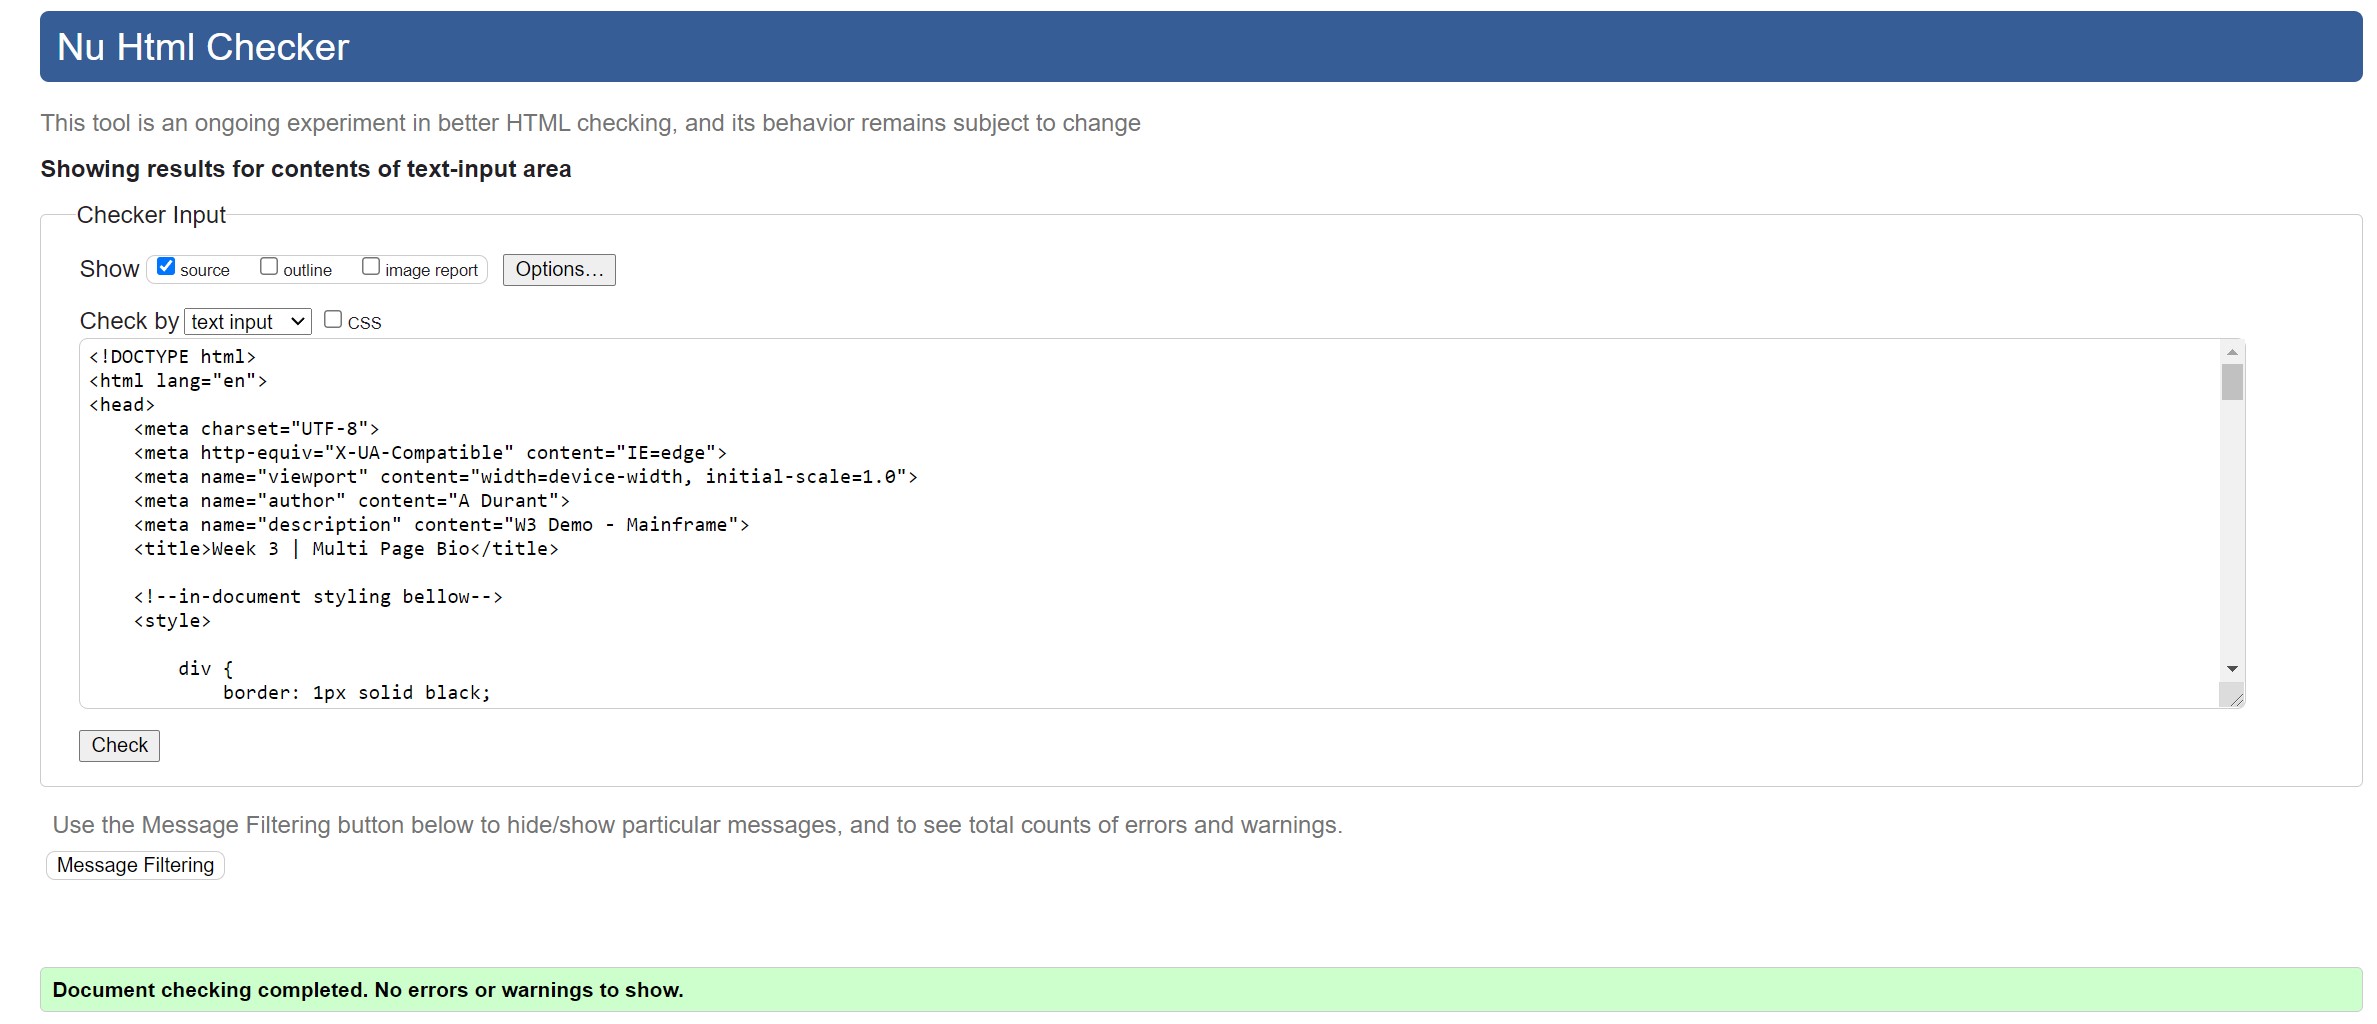 Nu Html Checker
This tool is an ongoing experiment in better HTML checking, and its behavior remains subject to change
Showing results for contents of text-input area
Checker Input
Show source outline image report Options...
Check by text input CSS
<!DOCTYPE html>
<html lang="en">
<head>
    <meta charset="UTF-8">
    <meta http-equiv="X-UA-Compatible" content="IE=edge">
    <meta name="viewport" content="width=device-width, initial-scale=1.0">
    <meta name="author" content="A Durant">
    <meta name="description" content="W3 Demo - Mainframe">
    <title>Week 3 | Multi Page Bio</title>
    <!--in-document styling bellow-->
    <style>
        div {
            border: 1px solid black;
Check
Use the Message Filtering button below to hide/show particular messages, and to see total counts of errors and warnings.
Message Filtering
Document checking completed. No errors or warnings to show.